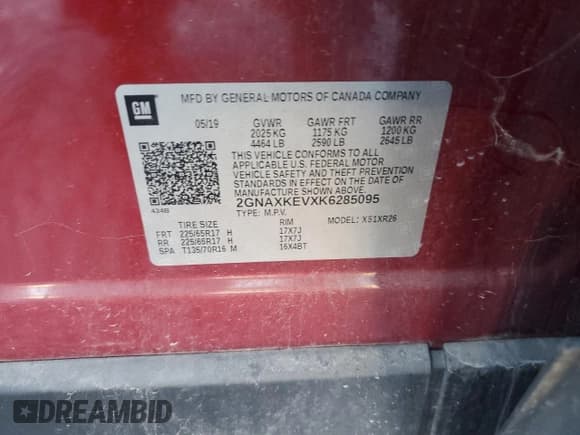 GM
MFD BY GENERAL MOTORS OF CANADA COMPANY
05/19 GVWR GAWR FRT GAWR RR
2025 KG 1175 KG 1200 KG
4464 LB 2590 LB 2645 LB
THIS VEHICLE CONFORMS TO ALL
APPLICABLE U.S. FEDERAL MOTOR
VEHICLE SAFETY, BUMPER, AND THEFT
PREVENTION STANDARDS IN
EFFECT ON THE DATE OF
MANUFACTURE SHOWN ABOVE.
2GNAXKEVXK6285095
TYPE: M.P.V. MODEL: X51XR26
TIRE SIZE RIM
FRT 225/65R17 H 17X7J
RR 225/65R17 H 17X7J
SPA T135/70R16 M 16X4BT
DREAMBID